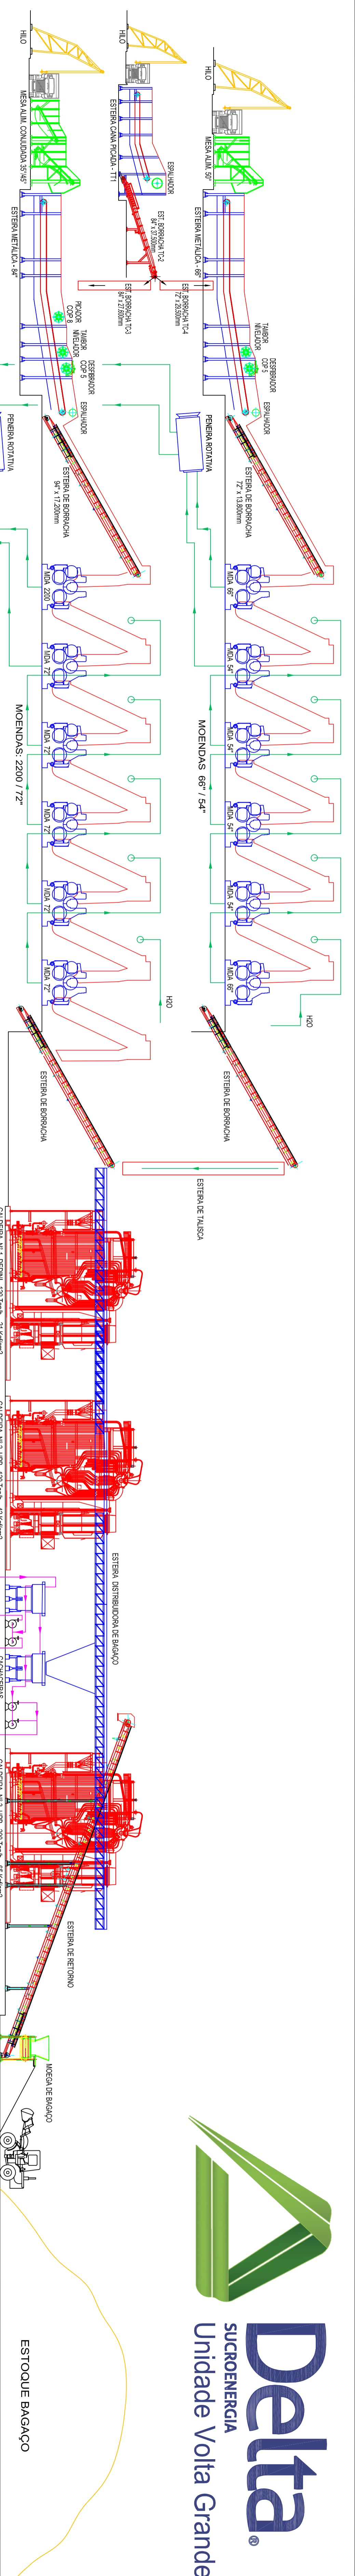 HILO
MESA ALIM. 50°
ESTEIRA METÁLICA - 66"
TAMBOR
NIVELADOR
DESFIBRADOR
COP 5
ESPALHADOR
ESTEIRA DE BORRACHA
72" x 13.800mm
MDA 66"
MDA 54"
MDA 54"
MDA 54"
MDA 54"
MDA 66"
MOENDAS 66" / 54"
H2O
ESTEIRA DE BORRACHA
HILO
ESPALHADOR
ESTEIRA CANA PICADA - TT1
EST. BORRACHA TC-2
84" x 37.500mm
EST. BORRACHA TC-4
72" x 29.500mm
EST. BORRACHA TC-3
84" x 27.600mm
PENEIRA ROTATIVA
ESTEIRA DE TALISCA
HILO
MESA ALIM. CONJUGADA 35°/45°
ESTEIRA METÁLICA - 84"
PICADOR
COP 8
TAMBOR
NIVELADOR
DESFIBRADOR
COP 5
ESPALHADOR
PENEIRA ROTATIVA
ESTEIRA DE BORRACHA
94" x 17.200mm
MDA 2200
MDA 72"
MDA 72"
MDA 72"
MDA 72"
MDA 72"
MOENDAS: 2200 / 72"
H2O
ESTEIRA DE BORRACHA
ESTEIRA DISTRIBUIDORA DE BAGAÇO
ESTEIRA DE RETORNO
MOEGA DE BAGAÇO
ESTOQUE BAGAÇO
Delta®
SUCROENERGIA
Unidade Volta Grande